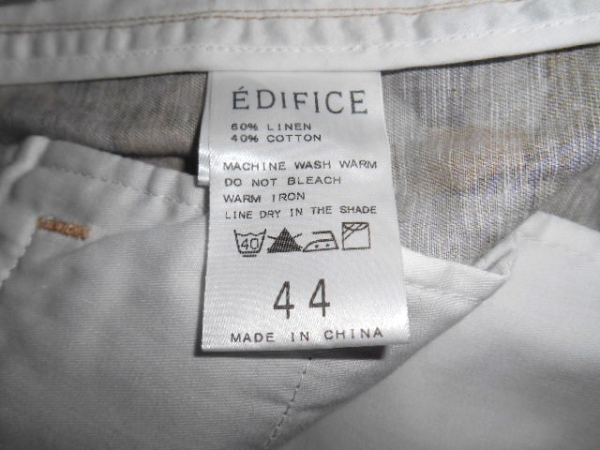 ÉDIFICE
60% LINEN
40% COTTON
MACHINE WASH WARM
DO NOT BLEACH
WARM IRON
LINE DRY IN THE SHADE
40
44
MADE IN CHINA